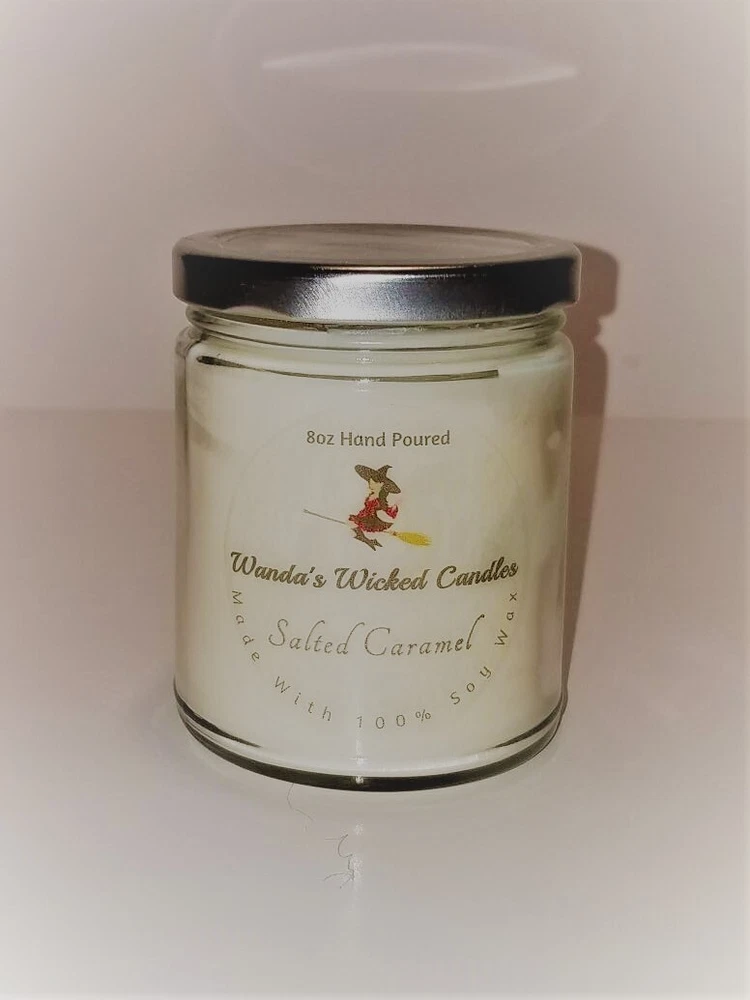 8oz Hand Poured
Wanda's Wicked Candles
Salted Caramel
Made With 100% Soy Wax